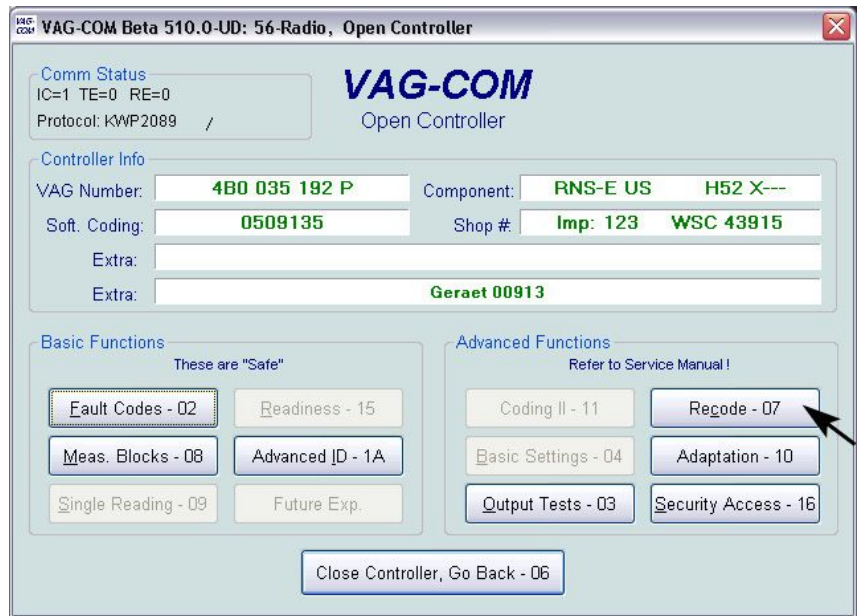 VAG-COM VAG-COM Beta 510.0-UD: 56-Radio, Open Controller
Comm Status
IC=1 TE=0 RE=0
Protocol: KWP2089 /
VAG-COM
Open Controller
Controller Info
VAG Number: 4B0 035 192 P Component: RNS-E US H52 X---
Soft. Coding: 0509135 Shop # Imp: 123 WSC 43915
Extra:
Extra: Geraet 00913
Basic Functions
These are "Safe"
Fault Codes - 02 Readiness - 15
Meas. Blocks - 08 Advanced ID - 1A
Single Reading - 09 Future Exp.
Advanced Functions
Refer to Service Manual !
Coding II - 11 Recode - 07
Basic Settings - 04 Adaptation - 10
Output Tests - 03 Security Access - 16
Close Controller, Go Back - 06